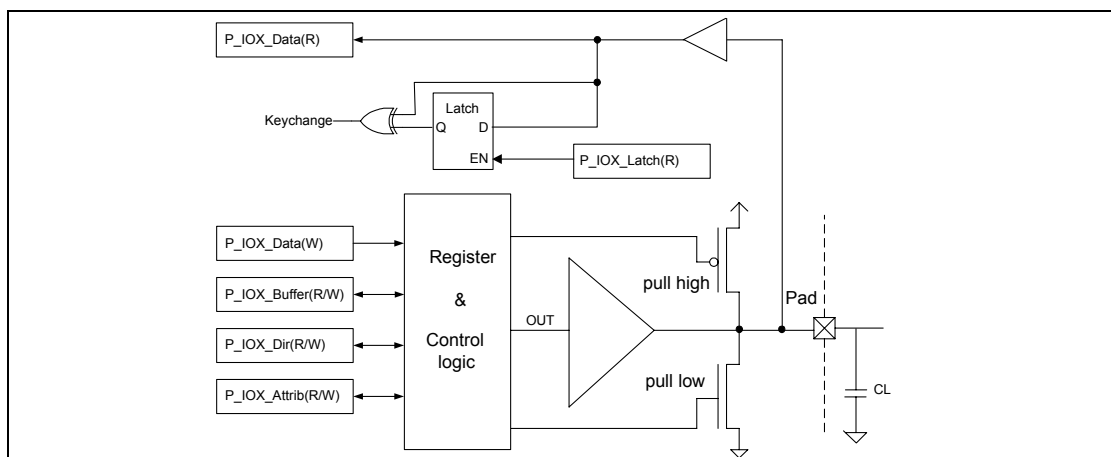 P_IOX_Data(R)
Latch
Keychange
Q
D
EN
P_IOX_Latch(R)
P_IOX_Data(W)
P_IOX_Buffer(R/W)
P_IOX_Dir(R/W)
P_IOX_Attrib(R/W)
Register
&
Control
logic
OUT
pull high
pull low
Pad
CL